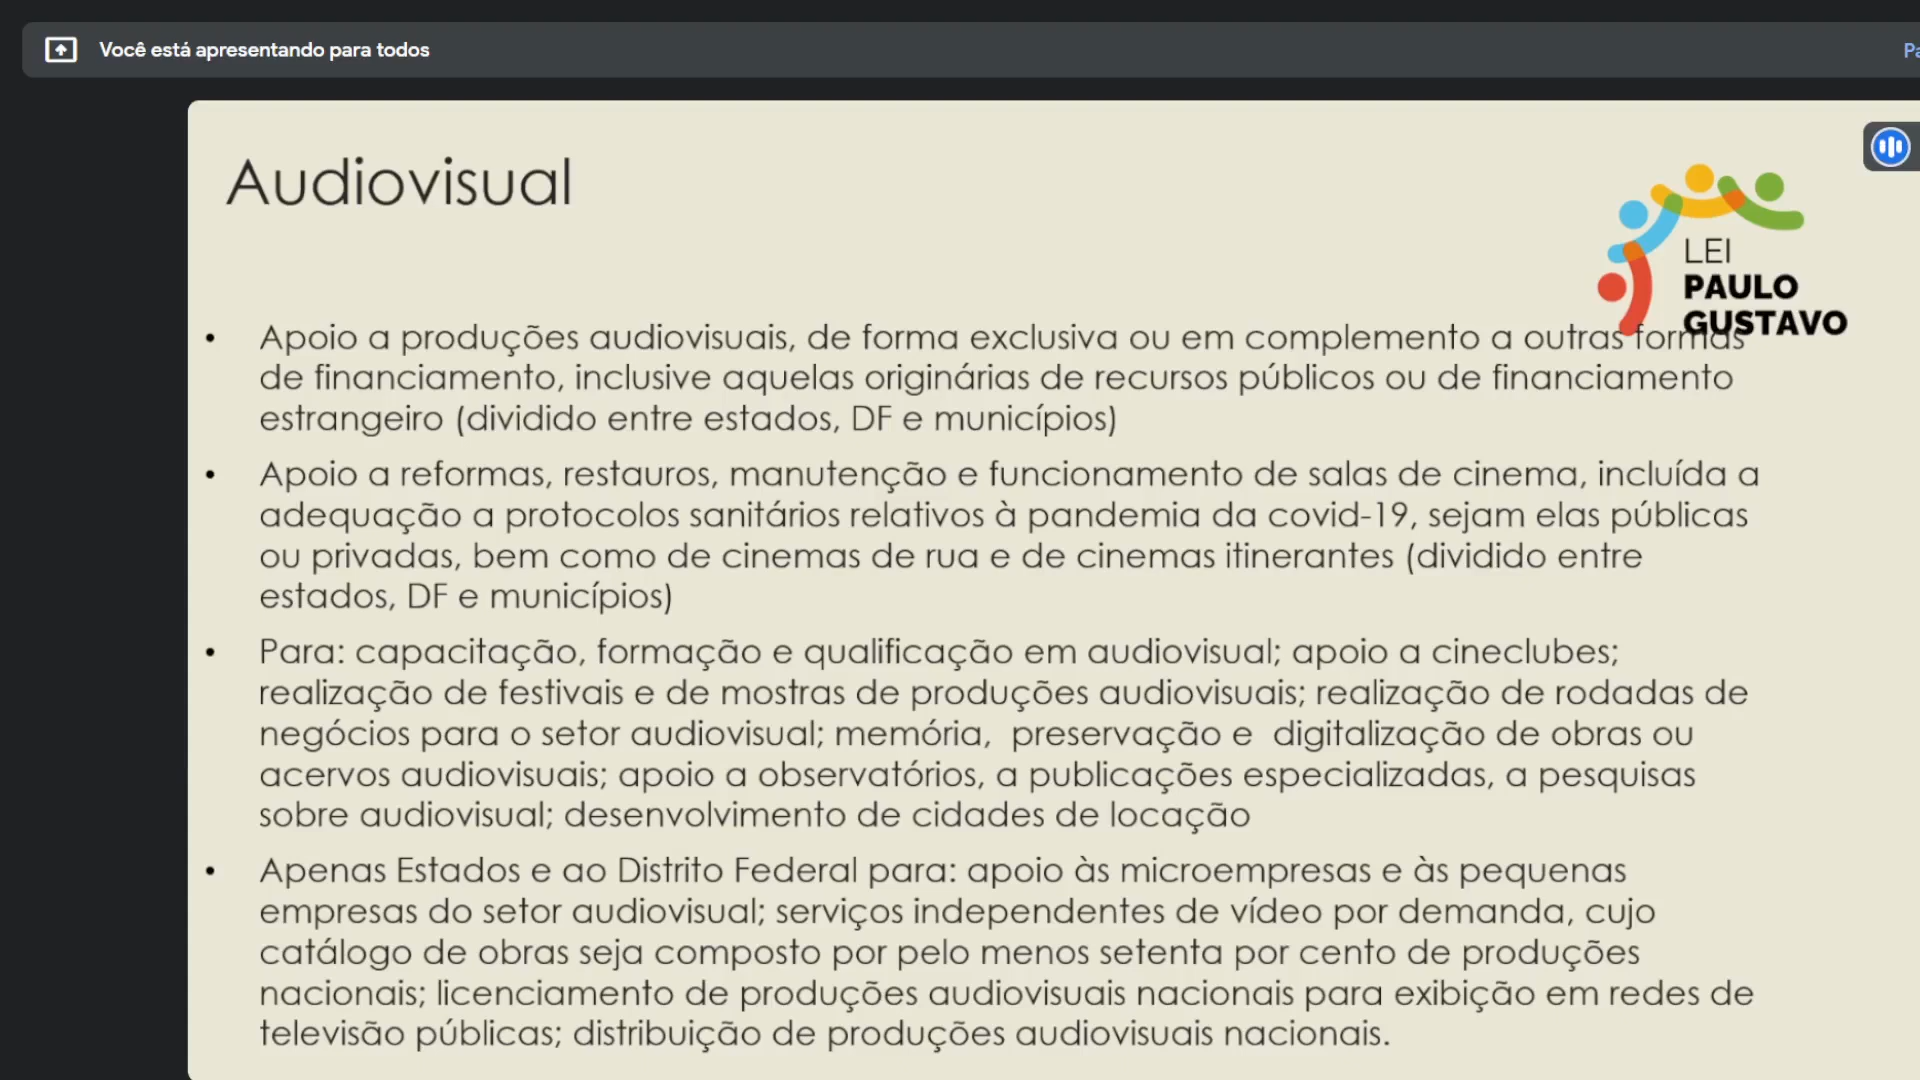 Você está apresentando para todos
Audiovisual
LEI
PAULO
GUSTAVO
• Apoio a produções audiovisuais, de forma exclusiva ou em complemento a outras formas
de financiamento, inclusive aquelas originárias de recursos públicos ou de financiamento
estrangeiro (dividido entre estados, DF e municípios)
• Apoio a reformas, restauros, manutenção e funcionamento de salas de cinema, incluída a
adequação a protocolos sanitários relativos à pandemia da covid-19, sejam elas públicas
ou privadas, bem como de cinemas de rua e de cinemas itinerantes (dividido entre
estados, DF e municípios)
• Para: capacitação, formação e qualificação em audiovisual; apoio a cineclubes;
realização de festivais e de mostras de produções audiovisuais; realização de rodadas de
negócios para o setor audiovisual; memória, preservação e digitalização de obras ou
acervos audiovisuais; apoio a observatórios, a publicações especializadas, a pesquisas
sobre audiovisual; desenvolvimento de cidades de locação
• Apenas Estados e ao Distrito Federal para: apoio às microempresas e às pequenas
empresas do setor audiovisual; serviços independentes de vídeo por demanda, cujo
catálogo de obras seja composto por pelo menos setenta por cento de produções
nacionais; licenciamento de produções audiovisuais nacionais para exibição em redes de
televisão públicas; distribuição de produções audiovisuais nacionais.